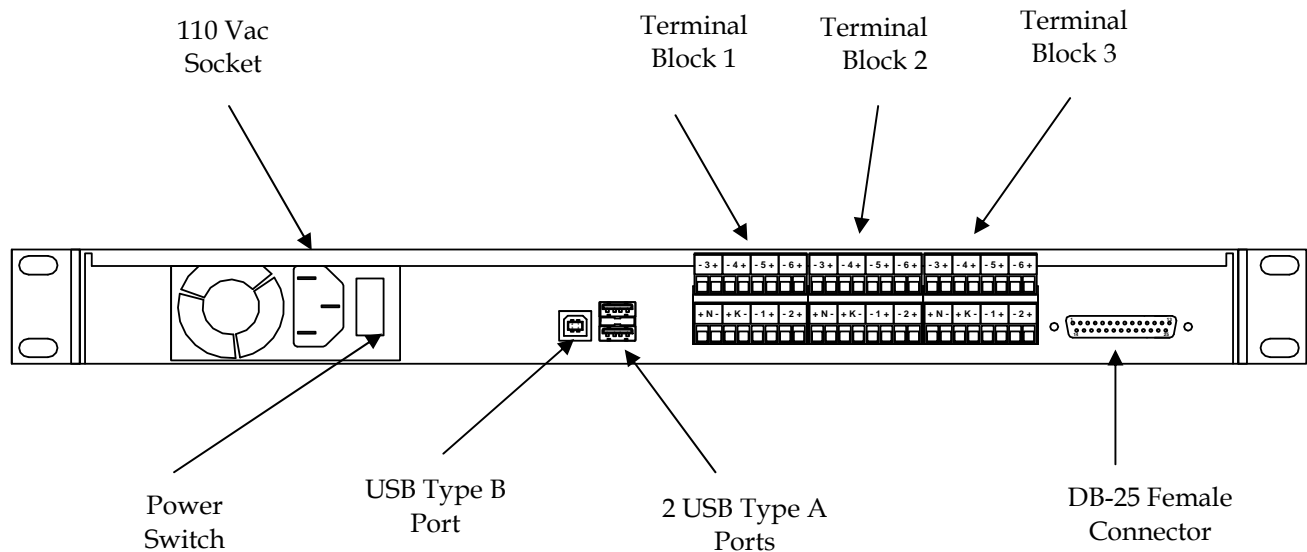 110 Vac
Socket
Terminal
Block 1
Terminal
Block 2
Terminal
Block 3
- 3 + - 4 + - 5 + - 6 + - 3 + - 4 + - 5 + - 6 + - 3 + - 4 + - 5 + - 6 +
+ N - + K - - 1 + - 2 + + N - + K - - 1 + - 2 + + N - + K - - 1 + - 2 +
Power
Switch
USB Type B
Port
2 USB Type A
Ports
DB-25 Female
Connector